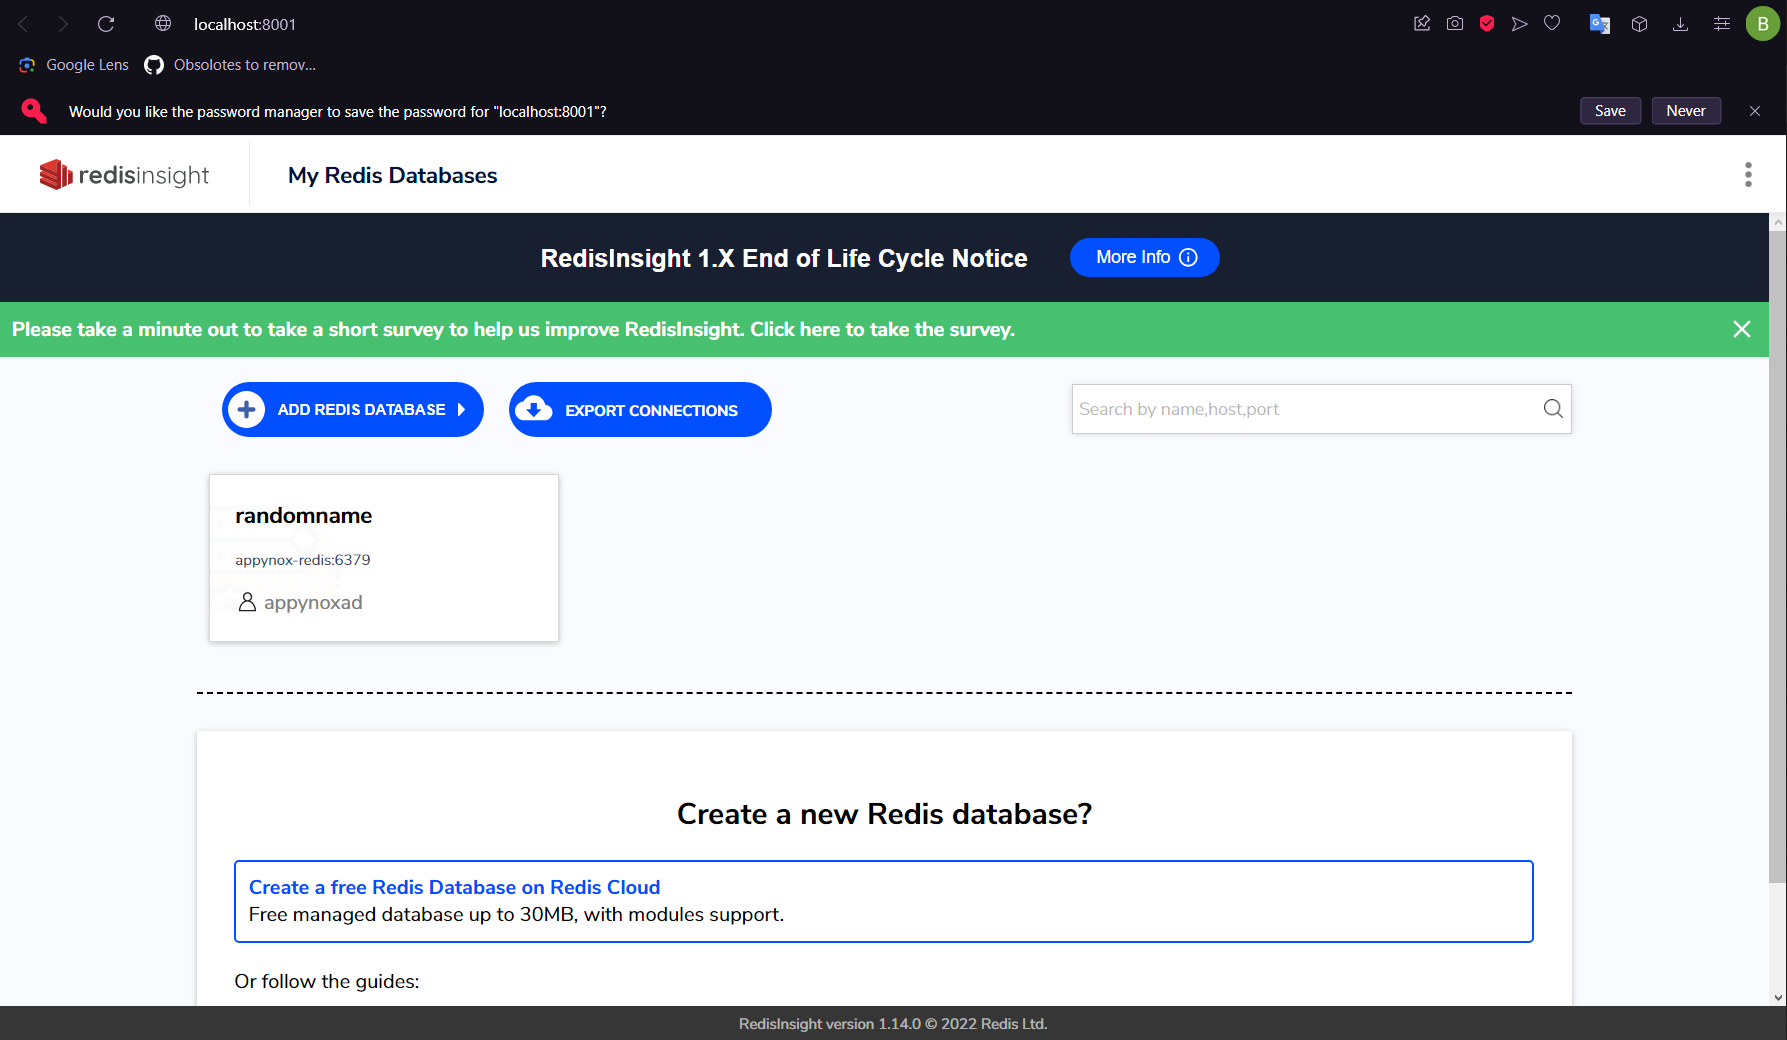 localhost:8001
B
Google Lens
Obsolotes to remov...
Would you like the password manager to save the password for "localhost:8001"?
Save
Never
redisinsight
My Redis Databases
RedisInsight 1.X End of Life Cycle Notice
More Info
Please take a minute out to take a short survey to help us improve RedisInsight. Click here to take the survey.
ADD REDIS DATABASE
EXPORT CONNECTIONS
Search by name,host,port
randomname
appynox-redis:6379
appynoxad
Create a new Redis database?
Create a free Redis Database on Redis Cloud
Free managed database up to 30MB, with modules support.
Or follow the guides:
RedisInsight version 1.14.0 © 2022 Redis Ltd.